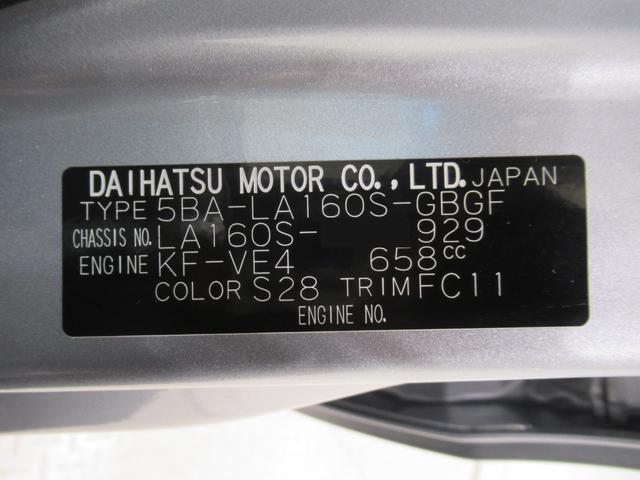 DAIHATSU MOTOR CO.,LTD. JAPAN
TYPE 5BA-LA160S-GBGF
CHASSIS NO. LA160S- 929
ENGINE KF-VE4 658cc
COLOR S28 TRIM FC11
ENGINE NO.